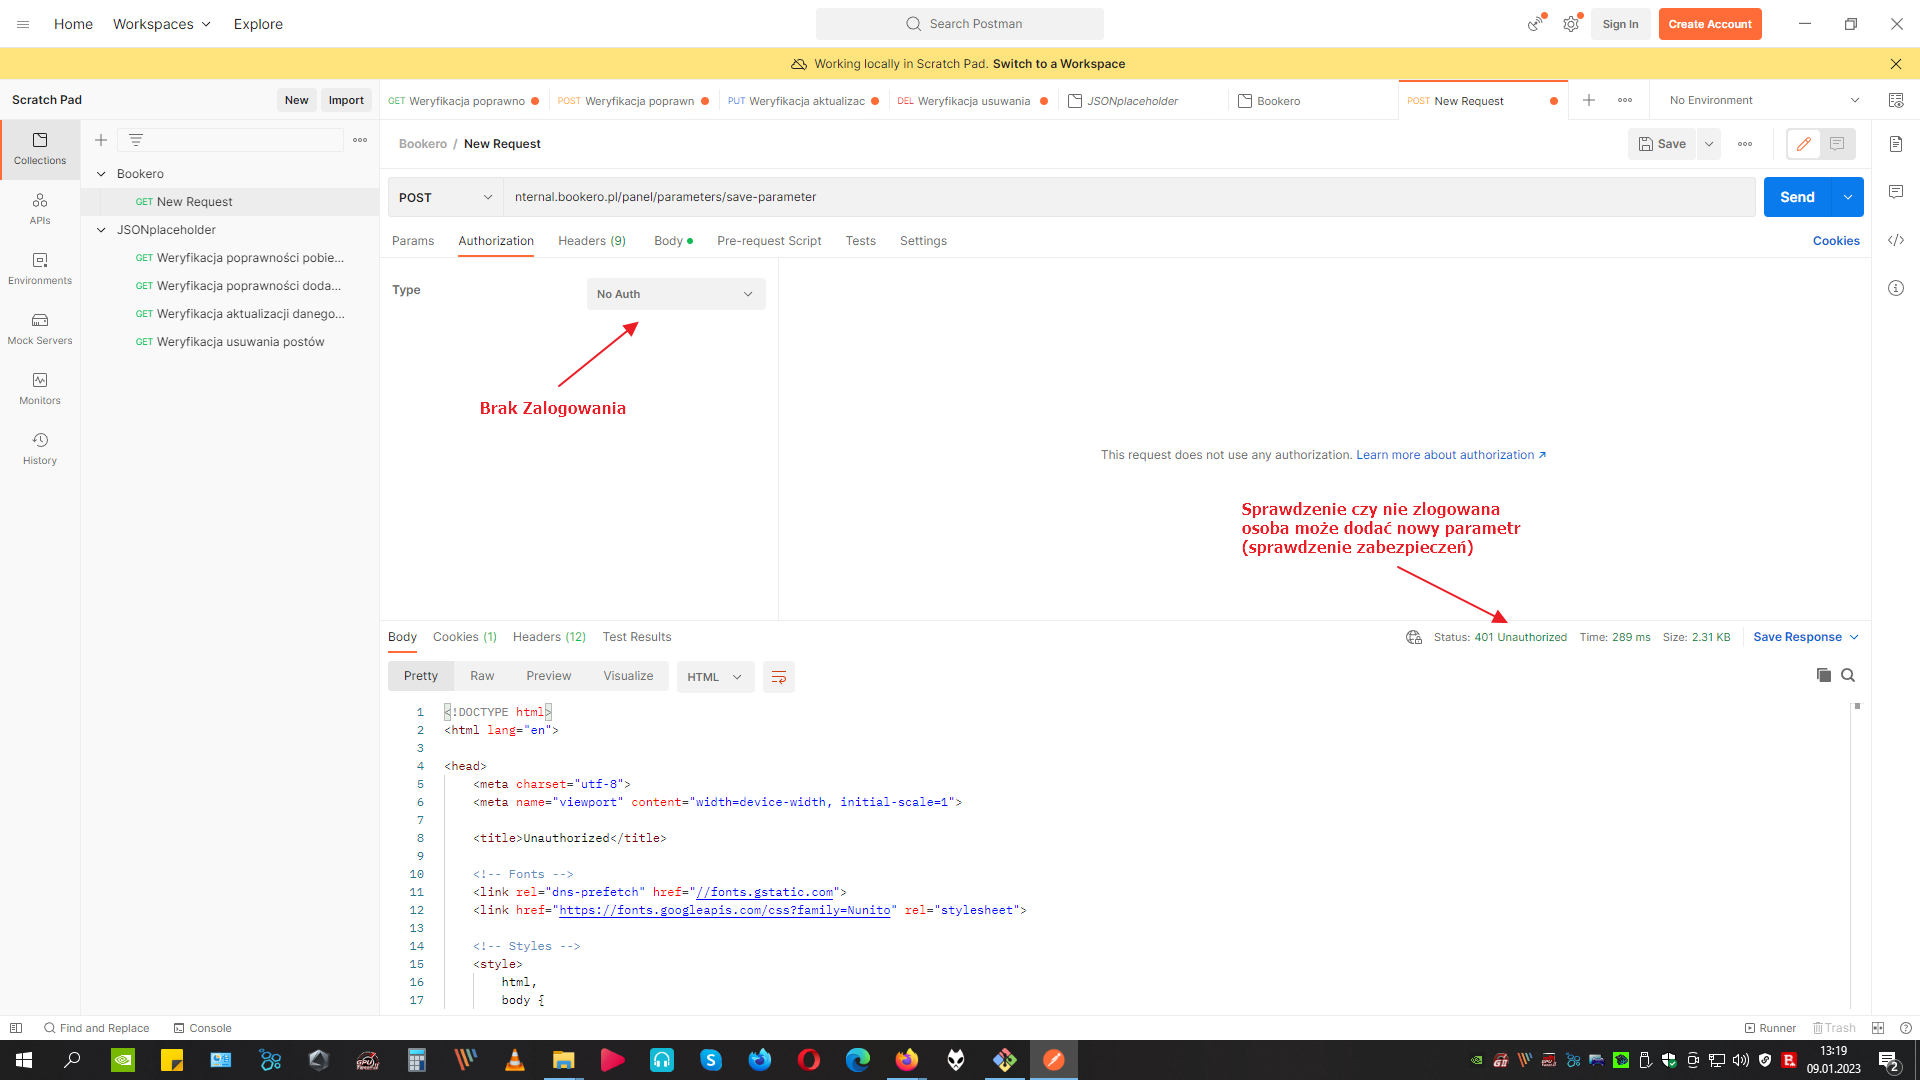 Home
Workspaces
Explore
Search Postman
Sign In
Create Account
Working locally in Scratch Pad. Switch to a Workspace
Scratch Pad
New
Import
GET Weryfikacja poprawno
POST Weryfikacja poprawn
PUT Weryfikacja aktualizac
DEL Weryfikacja usuwania
JSONplaceholder
Bookero
POST New Request
No Environment
Collections
APIs
Environments
Mock Servers
Monitors
History
Bookero
GET New Request
JSONplaceholder
GET Weryfikacja poprawności pobie...
GET Weryfikacja poprawności doda...
GET Weryfikacja aktualizacji danego...
GET Weryfikacja usuwania postów
Bookero / New Request
Save
POST
nternal.bookero.pl/panel/parameters/save-parameter
Send
Params
Authorization
Headers (9)
Body
Pre-request Script
Tests
Settings
Cookies
Type
No Auth
Brak Zalogowania
This request does not use any authorization. Learn more about authorization ↗
Sprawdzenie czy nie zlogowana
osoba może dodać nowy parametr
(sprawdzenie zabezpieczeń)
Body
Cookies (1)
Headers (12)
Test Results
Status: 401 Unauthorized
Time: 289 ms
Size: 2.31 KB
Save Response
Pretty
Raw
Preview
Visualize
HTML
1 <!DOCTYPE html>
2 <html lang="en">
3
4 <head>
5 <meta charset="utf-8">
6 <meta name="viewport" content="width=device-width, initial-scale=1">
7
8 <title>Unauthorized</title>
9
10 <!-- Fonts -->
11 <link rel="dns-prefetch" href="//fonts.gstatic.com">
12 <link href="https://fonts.googleapis.com/css?family=Nunito" rel="stylesheet">
13
14 <!-- Styles -->
15 <style>
16 html,
17 body {
Find and Replace
Console
Runner
Trash
13:19
09.01.2023
2